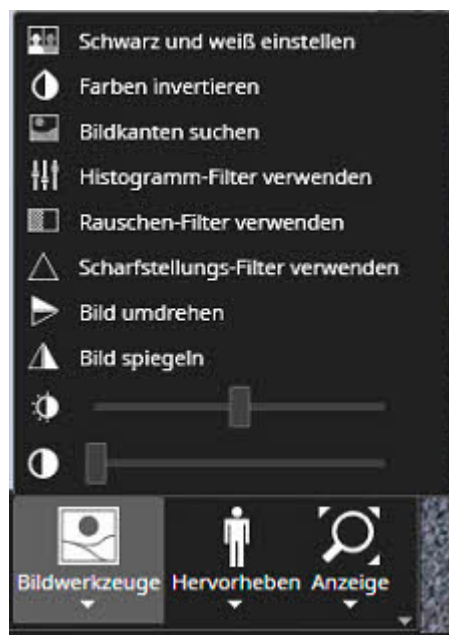 Schwarz und weiß einstellen
Farben invertieren
Bildkanten suchen
Histogramm-Filter verwenden
Rauschen-Filter verwenden
Scharfstellungs-Filter verwenden
Bild umdrehen
Bild spiegeln
Bildwerkzeuge Hervorheben Anzeige